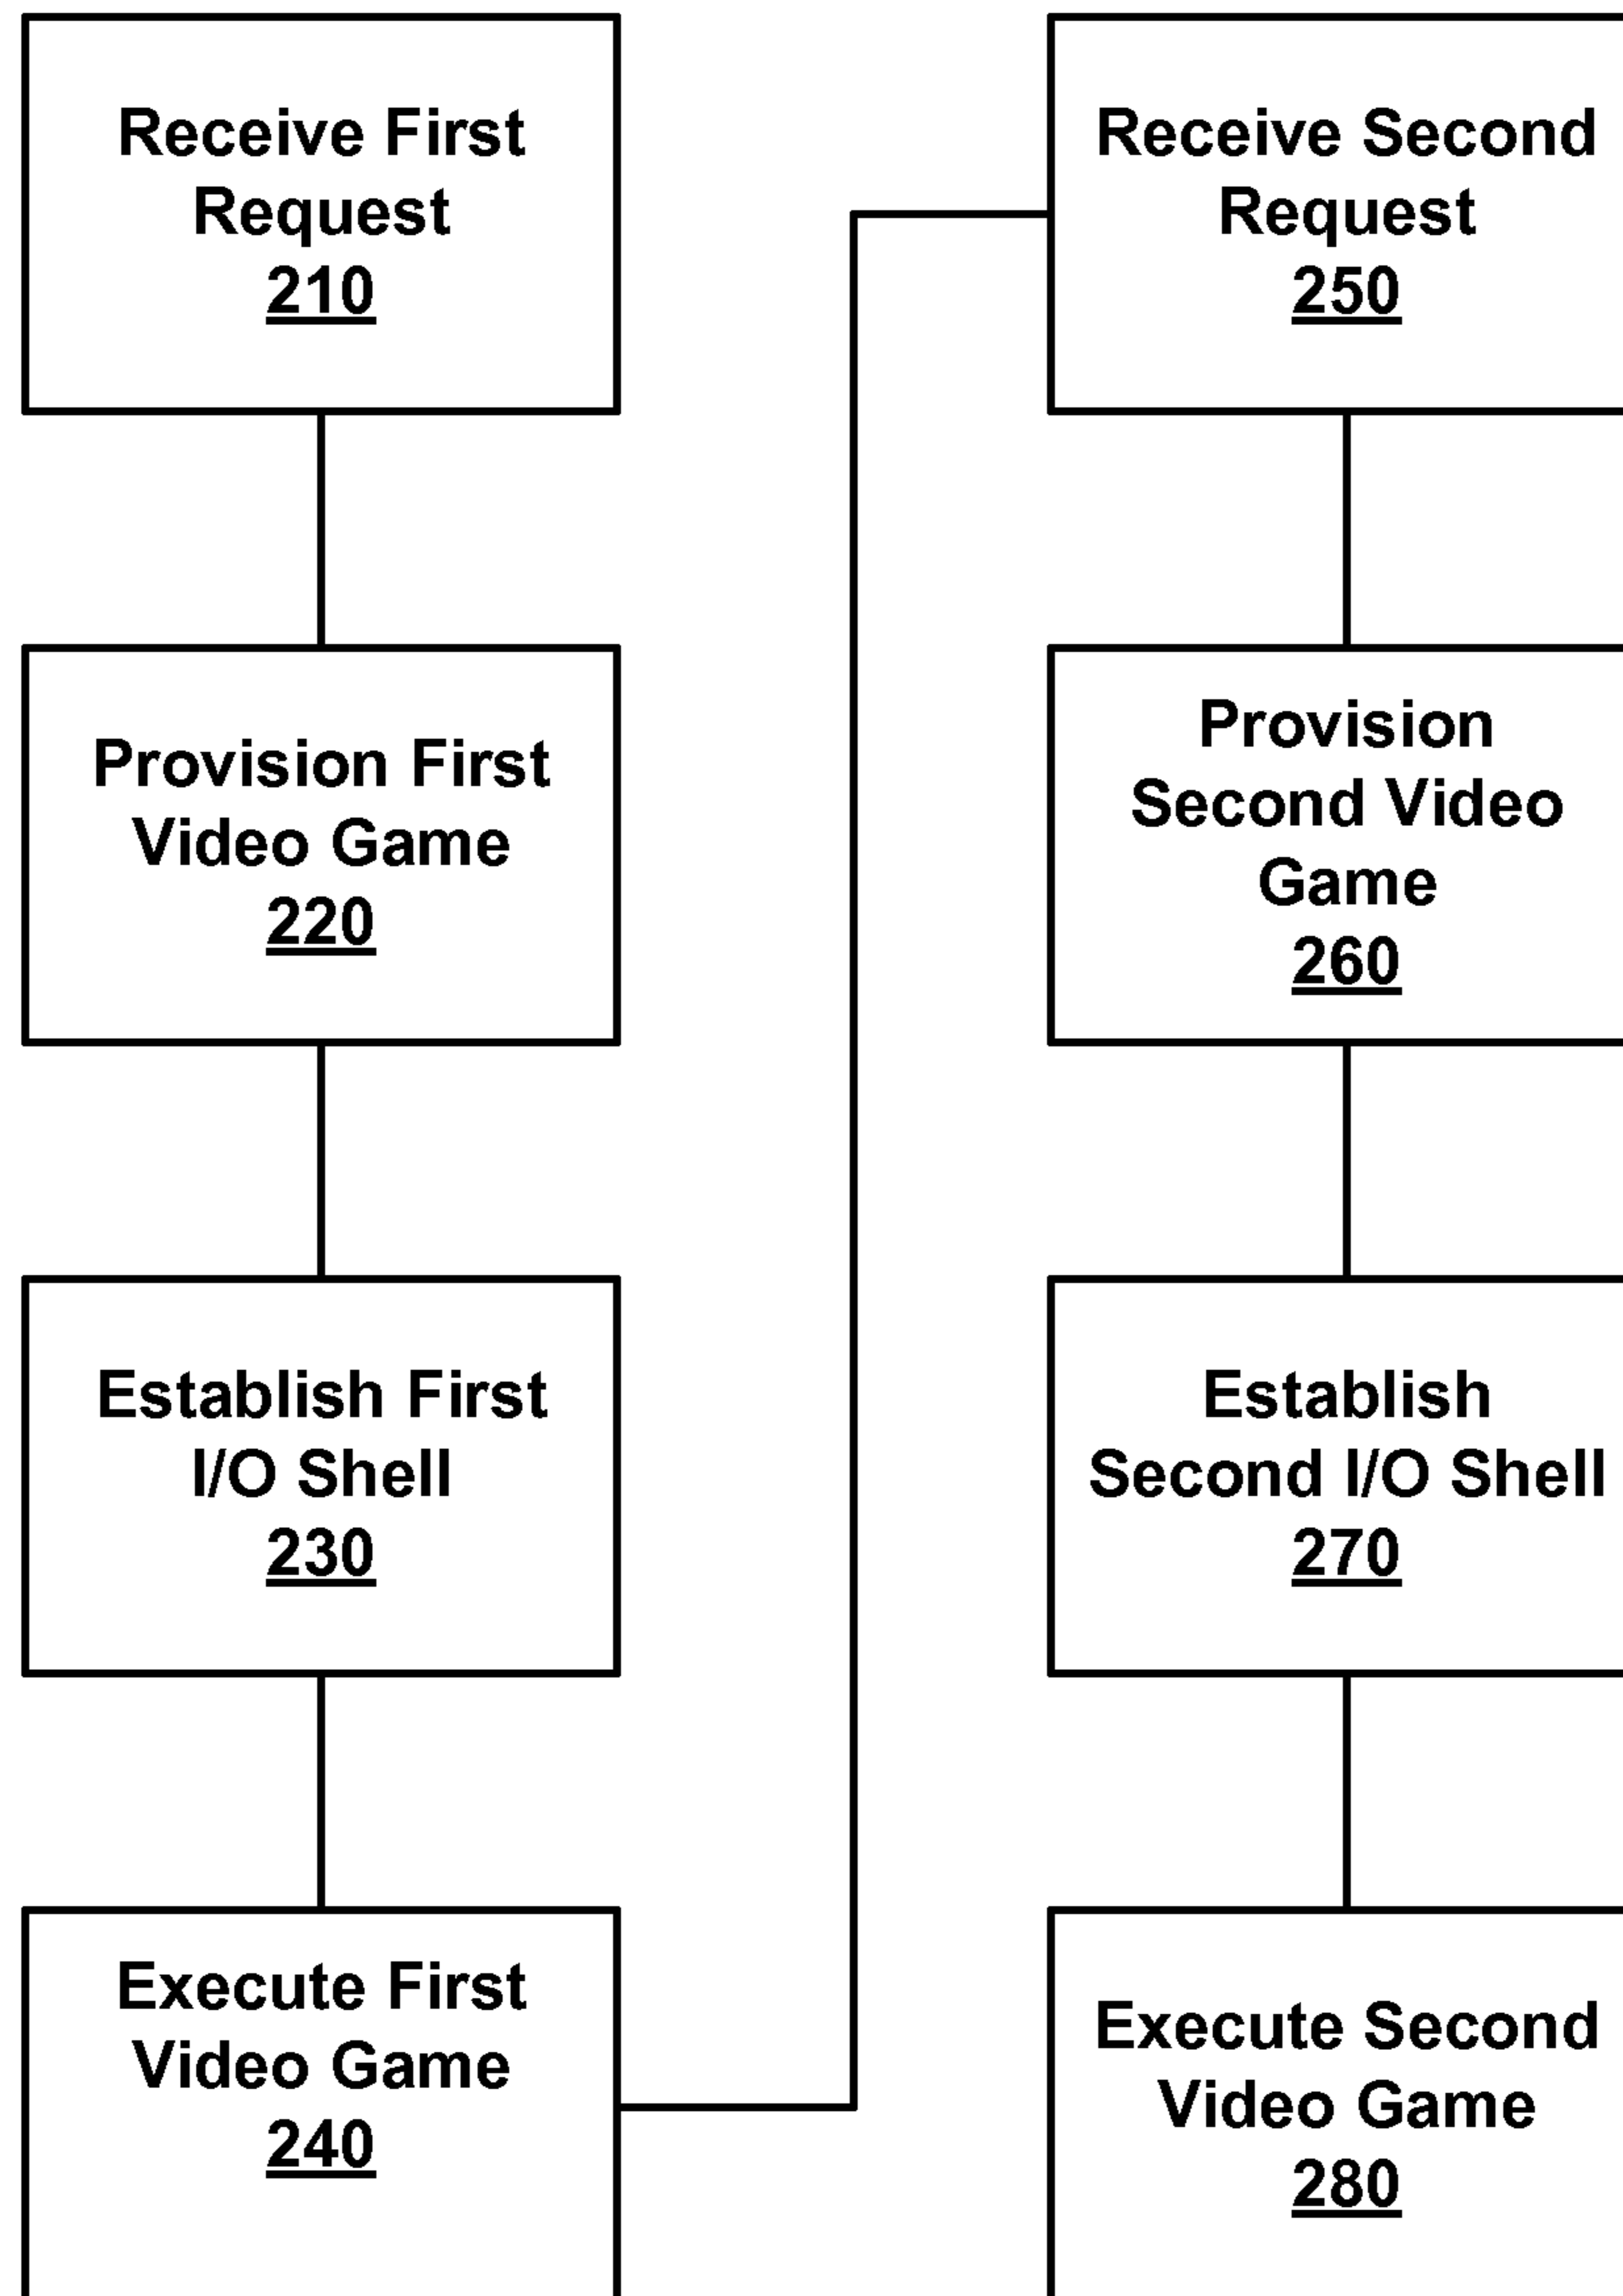 Receive First
Request
210
Provision First
Video Game
220
Establish First
I/O Shell
230
Execute First
Video Game
240
Receive Second
Request
250
Provision
Second Video
Game
260
Establish
Second I/O Shell
270
Execute Second
Video Game
280